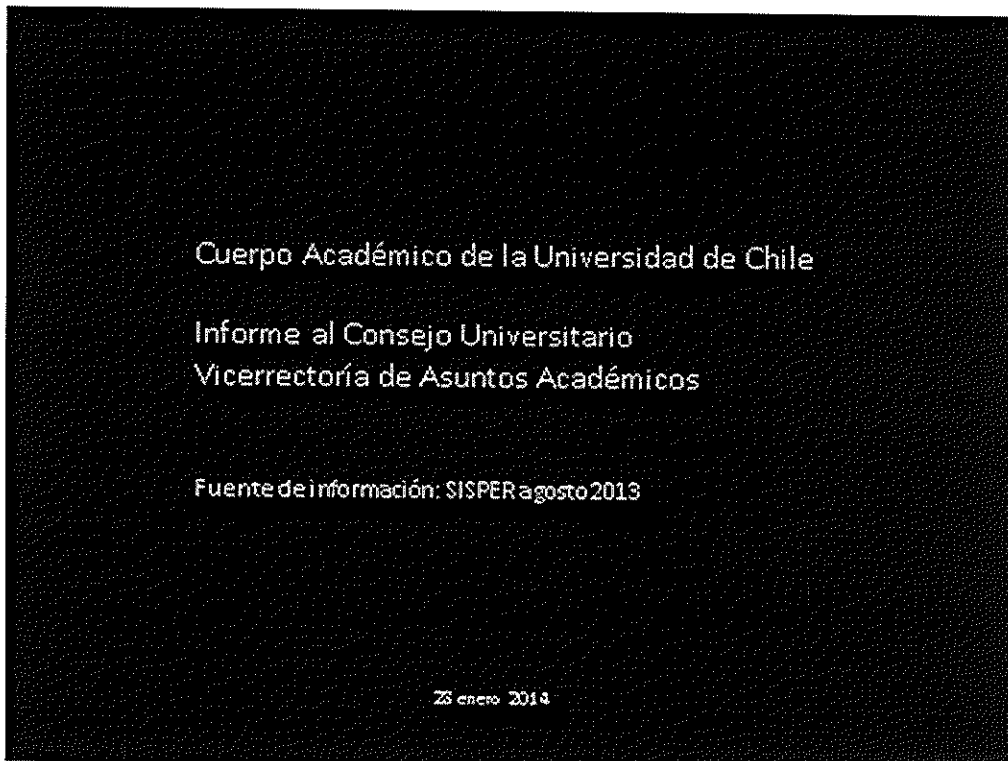 Cuerpo Académico de la Universidad de Chile
Informe al Consejo Universitario
Vicerrectoría de Asuntos Académicos
Fuente de información: SISPER agosto 2013
28 enero 2014